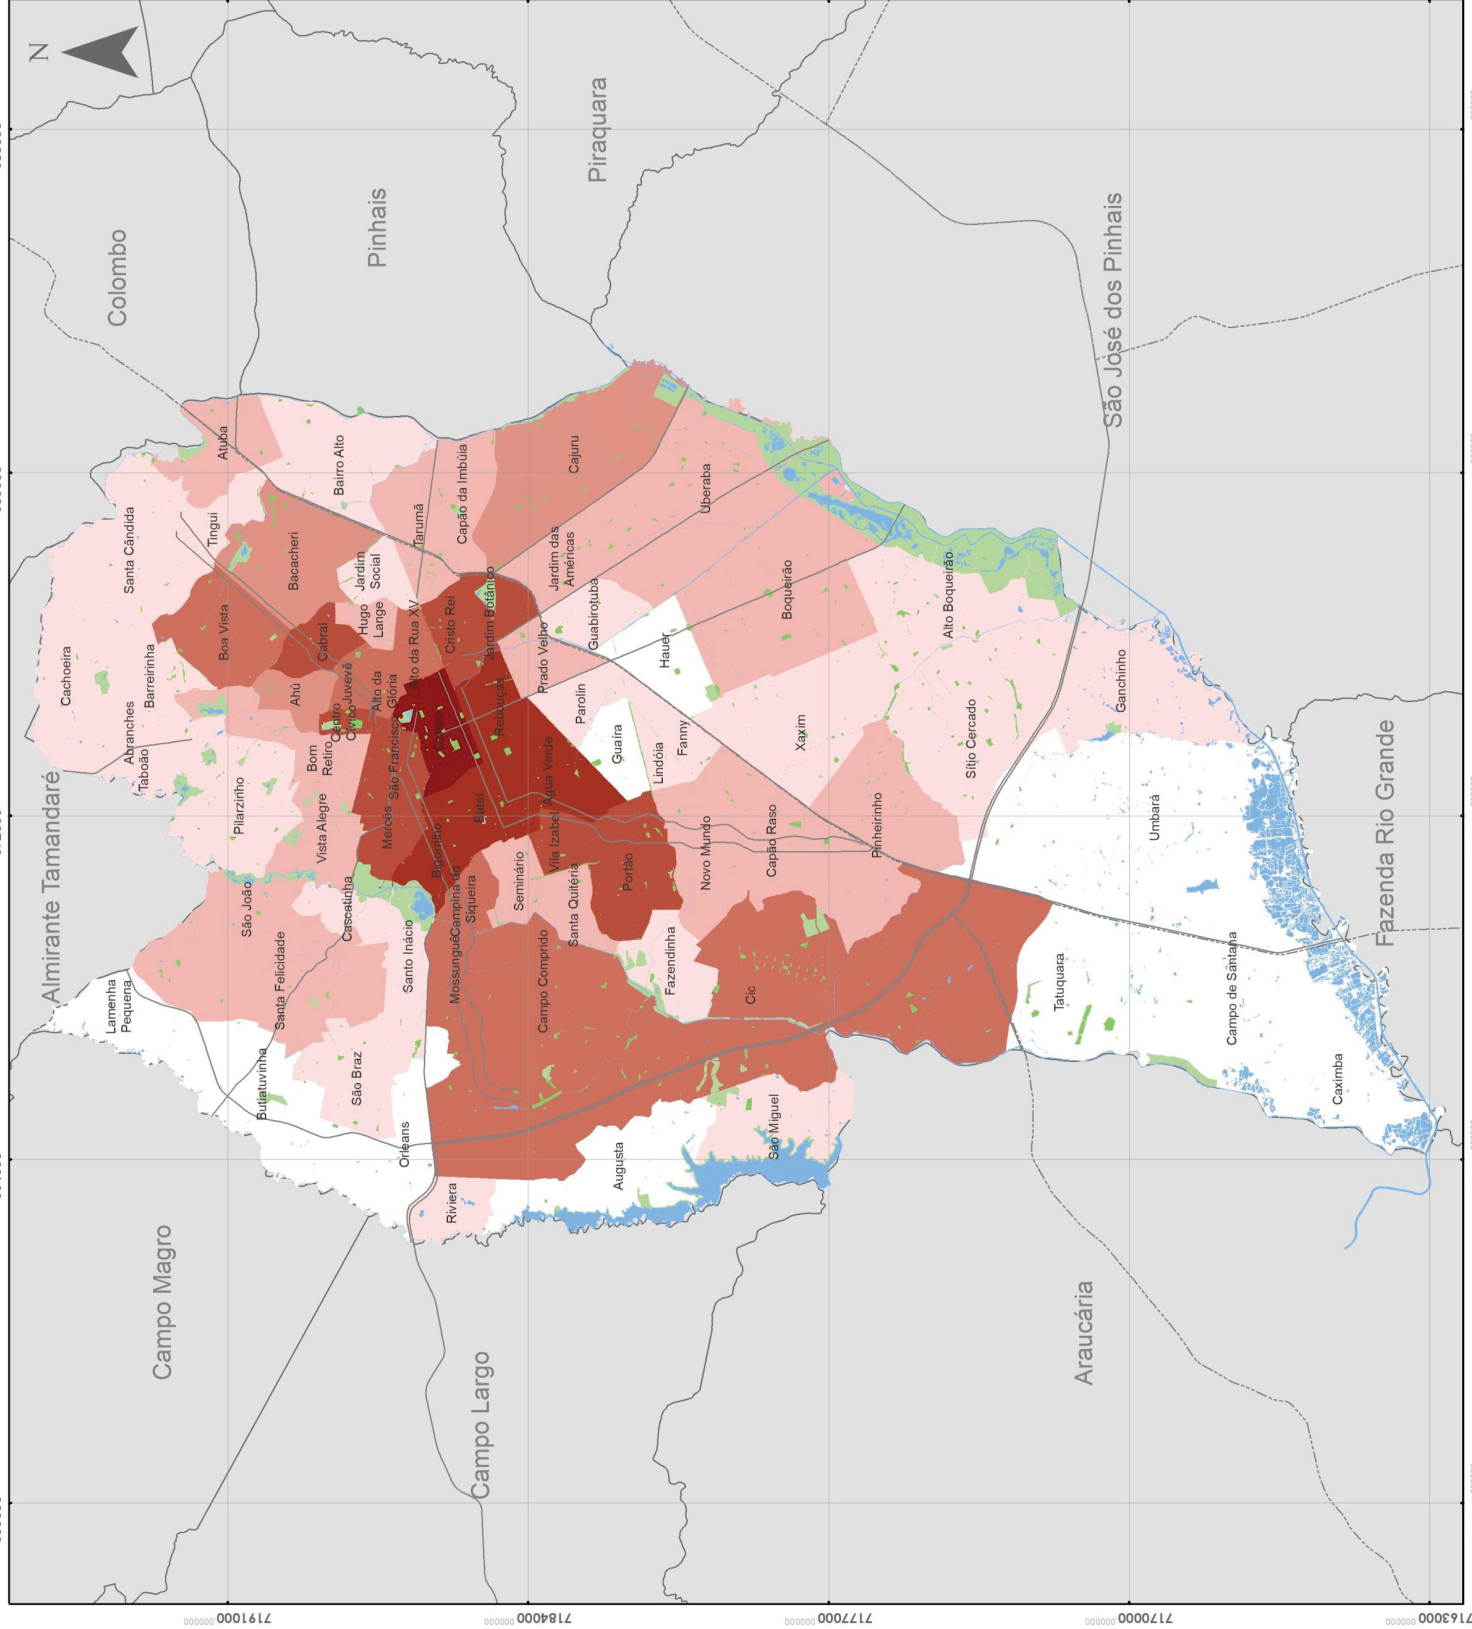 N
Colombo
Pinhais
Piraquara
São José dos Pinhais
Fazenda Rio Grande
Araucária
Campo Largo
Campo Magro
Almirante Tamandaré
Cachoeira
Santa Cândida
Barreirinha
Abranches
Taboão
Atuba
Tingui
Boa Vista
Bairro Alto
Bacacheri
Cabral
Ahú
Jardim
Social
Hugo
Lange
Juvevê
Centro
Cívico
Alto da
Glória
Alto da Rua XV
Tarumã
Capão da Imbúia
Cristo Rei
Jardim Botânico
Cajuru
Jardim das
Américas
Uberaba
Guabirotuba
Prado Velho
Rebouças
Parolin
Hauer
Guaíra
Lindóia
Fanny
Boqueirão
Alto Boqueirão
Xaxim
Sítio Cercado
Ganchinho
Umbará
Pilarzinho
Bom
Retiro
Vista Alegre
São Francisco
Mercês
Bigorrilho
Batel
Água Verde
Vila Izabel
Seminário
Santa Quitéria
Portão
Novo Mundo
Capão Raso
Pinheirinho
São João
Cascatinha
Santa Felicidade
Santo Inácio
Campina do
Siqueira
Mossunguê
Campo Comprido
Fazendinha
Cic
Lamenha
Pequena
Butiatuvinha
São Braz
Orleans
Riviera
Augusta
São Miguel
Tatuquara
Campo de Santana
Caximba
7191000
7184000
7177000
7170000
7163000